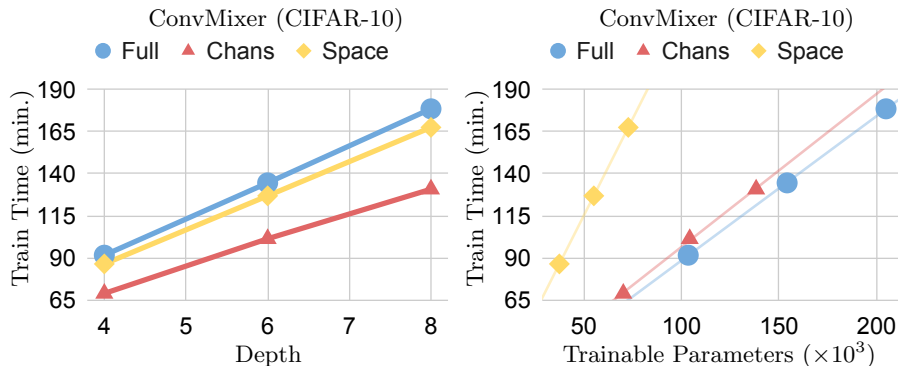 ConvMixer (CIFAR-10)
Full Chans Space
Train Time (min.)
190
165
140
115
90
65
4 5 6 7 8
Depth
ConvMixer (CIFAR-10)
Full Chans Space
Train Time (min.)
190
165
140
115
90
65
50 100 150 200
Trainable Parameters (×10³)